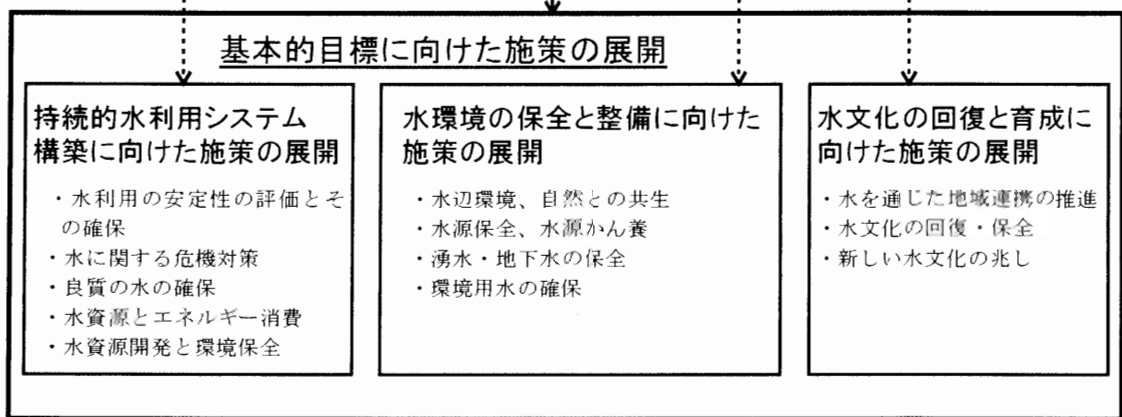 基本的目標に向けた施策の展開
持続的水利用システム
構築に向けた施策の展開
・水利用の安定性の評価とそ
の確保
・水に関する危機対策
・良質の水の確保
・水資源とエネルギー消費
・水資源開発と環境保全
水環境の保全と整備に向けた
施策の展開
・水辺環境、自然との共生
・水源保全、水源かん養
・湧水・地下水の保全
・環境用水の確保
水文化の回復と育成に
向けた施策の展開
・水を通じた地域連携の推進
・水文化の回復・保全
・新しい水文化の兆し